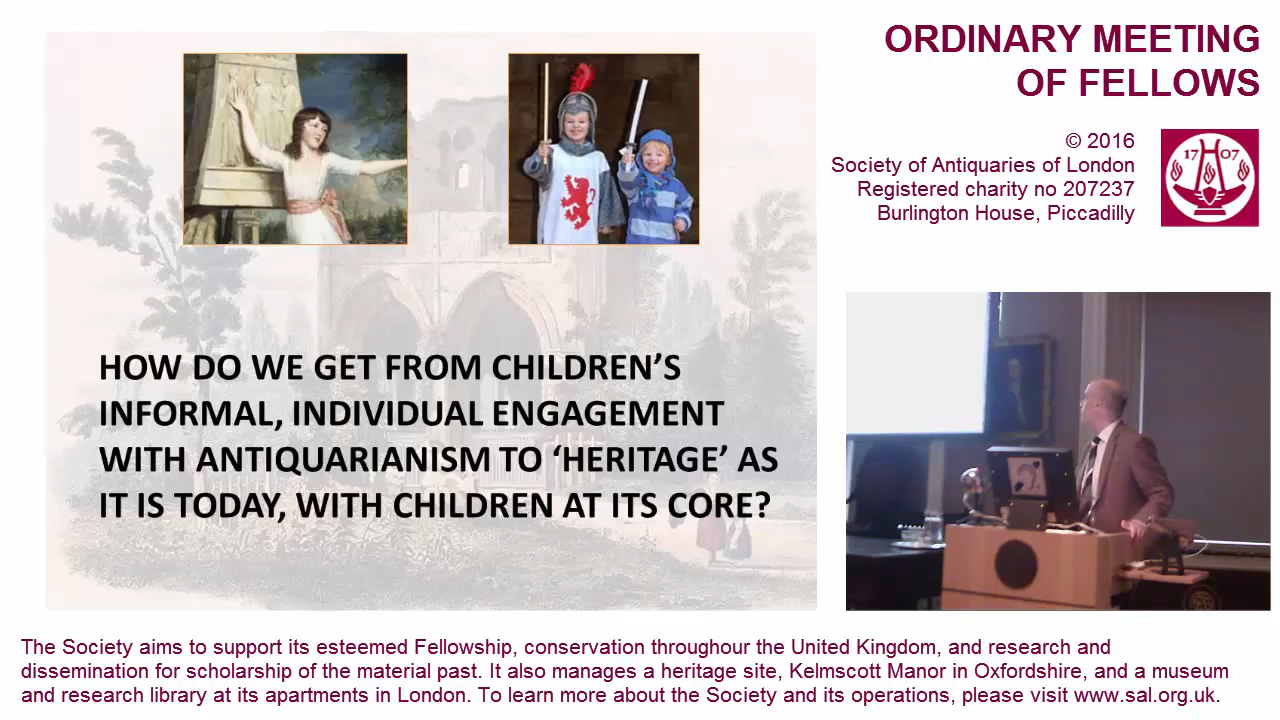 ORDINARY MEETING
OF FELLOWS
© 2016
Society of Antiquaries of London
Registered charity no 207237
Burlington House, Piccadilly
17 07
HOW DO WE GET FROM CHILDREN’S
INFORMAL, INDIVIDUAL ENGAGEMENT
WITH ANTIQUARIANISM TO ‘HERITAGE’ AS
IT IS TODAY, WITH CHILDREN AT ITS CORE?
The Society aims to support its esteemed Fellowship, conservation throughour the United Kingdom, and research and
dissemination for scholarship of the material past. It also manages a heritage site, Kelmscott Manor in Oxfordshire, and a museum
and research library at its apartments in London. To learn more about the Society and its operations, please visit www.sal.org.uk.